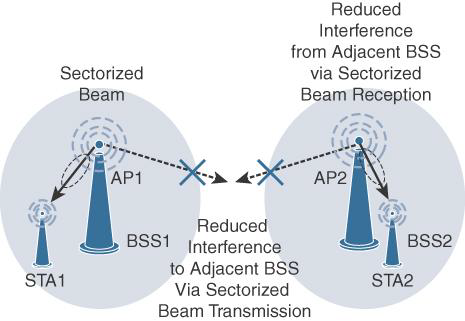 Reduced
Interference
from Adjacent BSS
via Sectorized
Beam Reception
Sectorized
Beam
AP1
BSS1
STA1
AP2
BSS2
STA2
Reduced
Interference
to Adjacent BSS
Via Sectorized
Beam Transmission